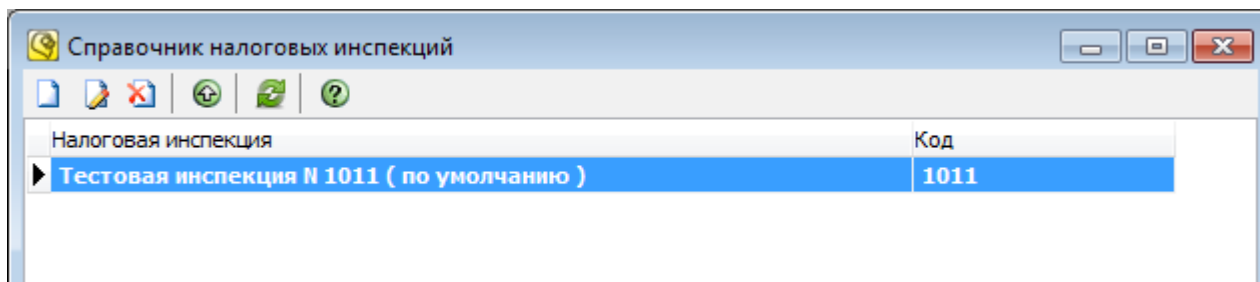 Справочник налоговых инспекций
Налоговая инспекция Код
Тестовая инспекция N 1011 ( по умолчанию ) 1011